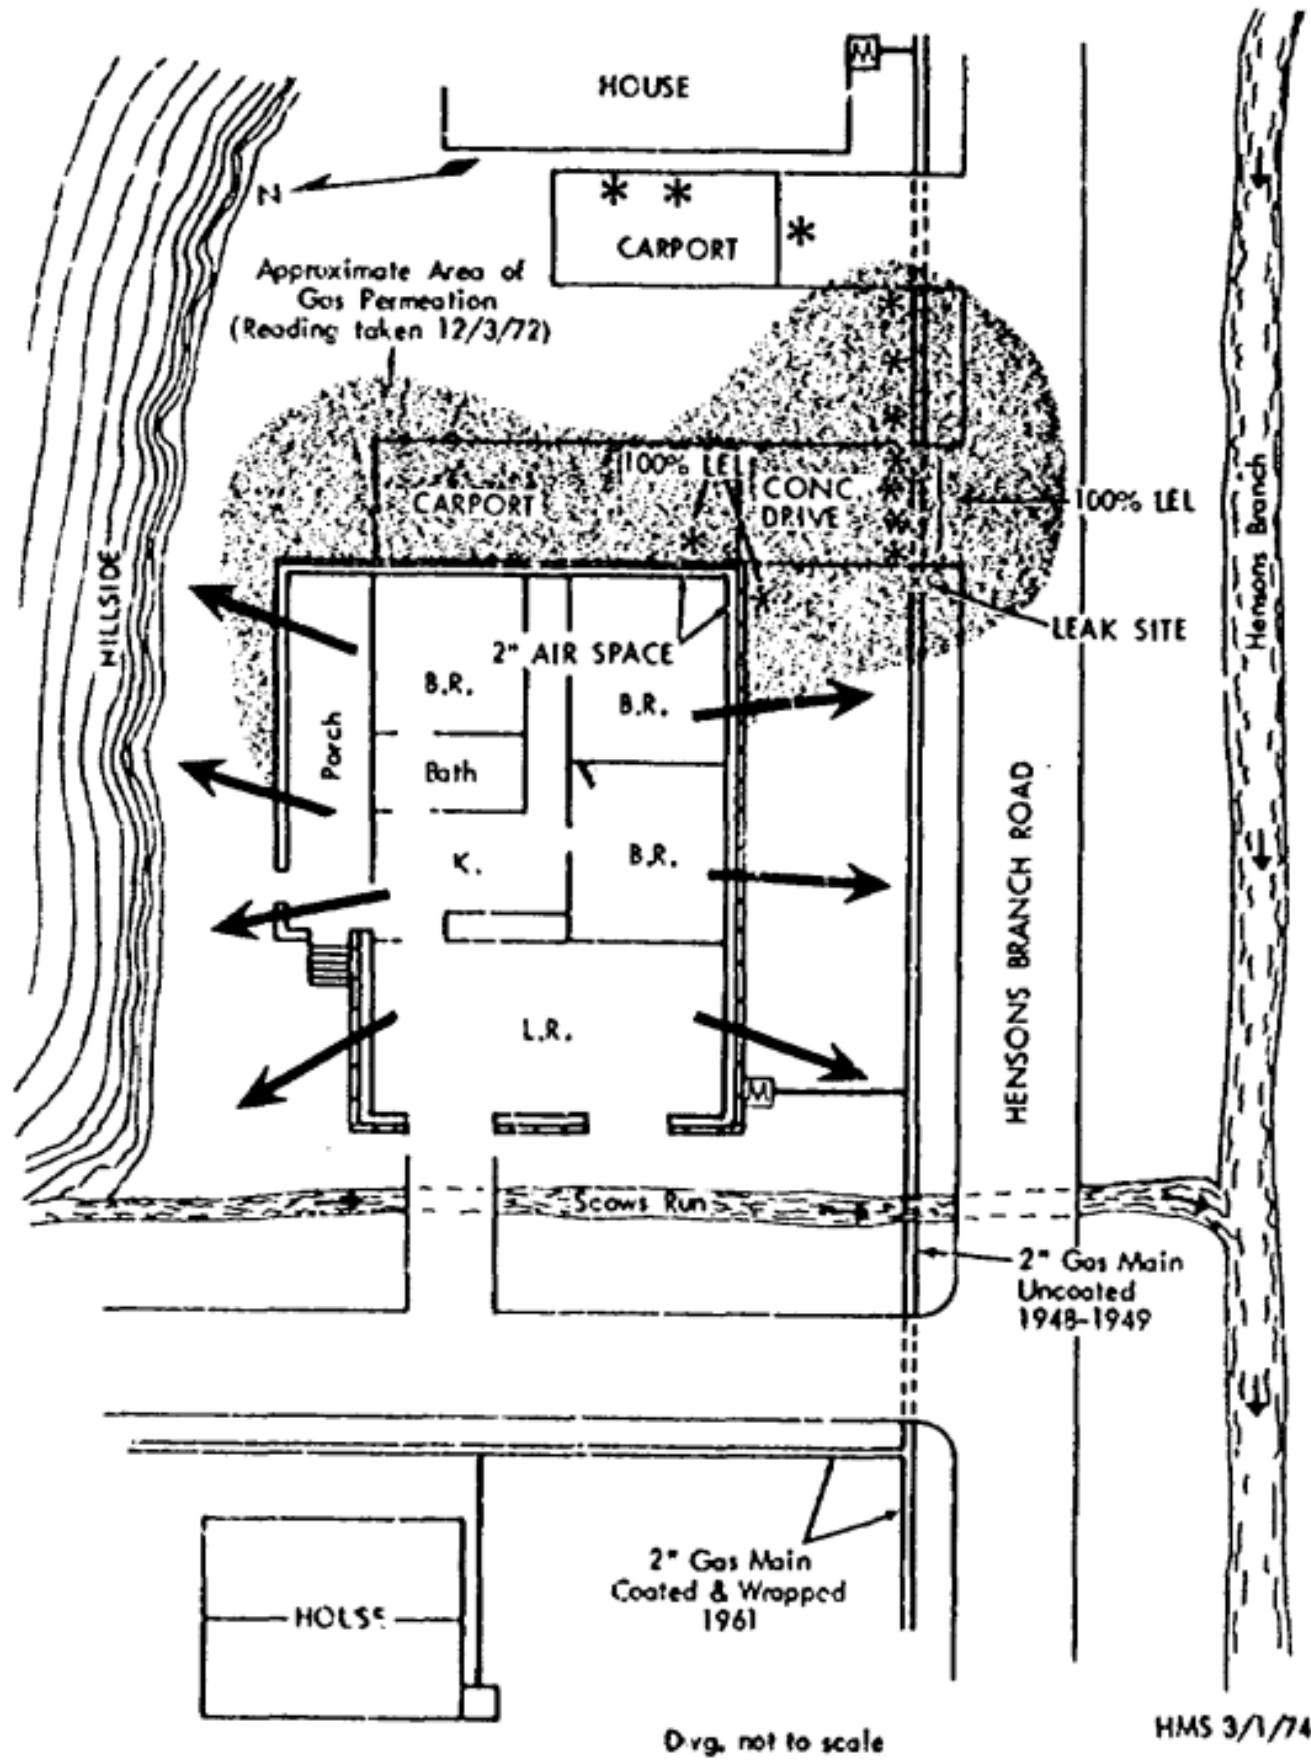 M
HOUSE
N
CARPORT
Approximate Area of
Gas Permeation
(Reading taken 12/3/72)
100% LEL
CARPORT
CONC.
DRIVE
100% LEL
LEAK SITE
2" AIR SPACE
HILLSIDE
Hensons Branch
B.R.
B.R.
Porch
Bath
K.
B.R.
HENSONS BRANCH ROAD
L.R.
M
Scows Run
2" Gas Main
Uncoated
1948-1949
2" Gas Main
Coated & Wrapped
1961
HOUSE
Dwg. not to scale
HMS 3/1/74